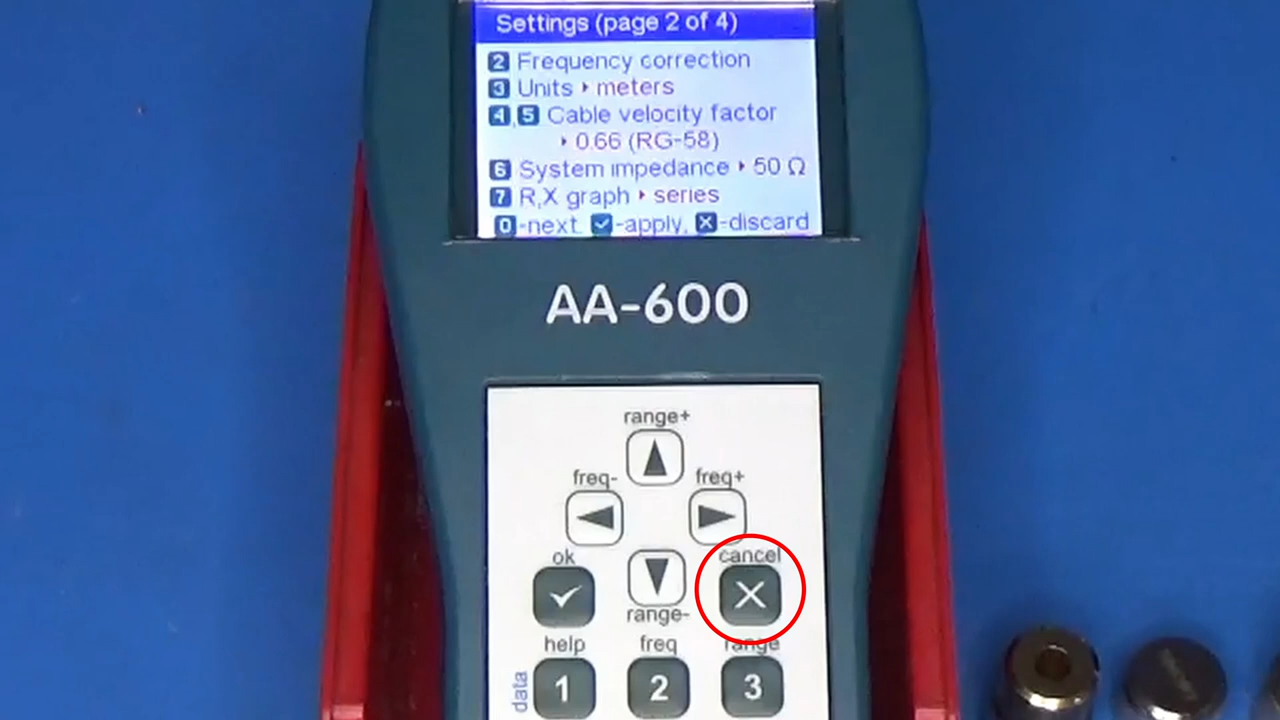 Settings (page 2 of 4)
2 Frequency correction
3 Units ‣ meters
4,5 Cable velocity factor
‣ 0.66 (RG-58)
6 System impedance ‣ 50 Ω
7 R,X graph ‣ series
0-next, ✓-apply, ✕-discard
AA-600
range+
freq- freq+
ok cancel
range-
help freq range
data 1 2 3